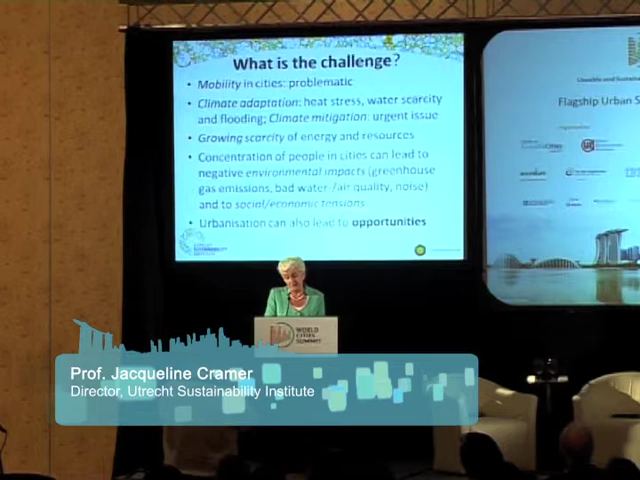 What is the challenge?
• Mobility in cities: problematic
• Climate adaptation: heat stress, water scarcity
and flooding; Climate mitigation: urgent issue
• Growing scarcity of energy and resources
• Concentration of people in cities can lead to
negative environmental impacts (greenhouse
gas emissions, bad water-/air quality, noise)
and to social/economic tensions
• Urbanisation can also lead to opportunities
Flagship Urban S
WORLD
CITIES
SUMMIT
Prof. Jacqueline Cramer
Director, Utrecht Sustainability Institute